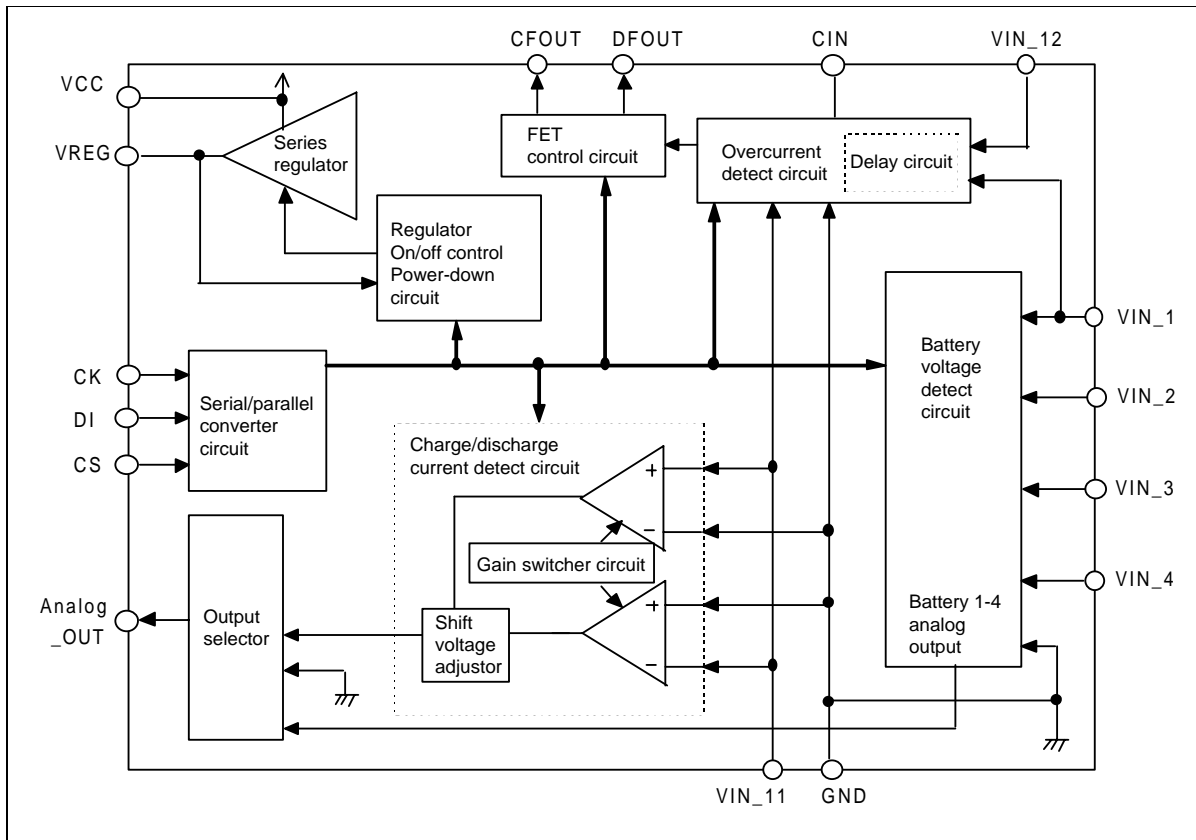 CFOUT
DFOUT
CIN
VIN_12
VCC
VREG
Series
regulator
FET
control circuit
Overcurrent
detect circuit
Delay circuit
Regulator
On/off control
Power-down
circuit
VIN_1
Battery
voltage
detect
circuit
VIN_2
VIN_3
VIN_4
CK
DI
CS
Serial/parallel
converter
circuit
Charge/discharge
current detect circuit
+
−
Gain switcher circuit
+
−
Shift
voltage
adjustor
Battery 1-4
analog
output
Analog
_OUT
Output
selector
VIN_11
GND